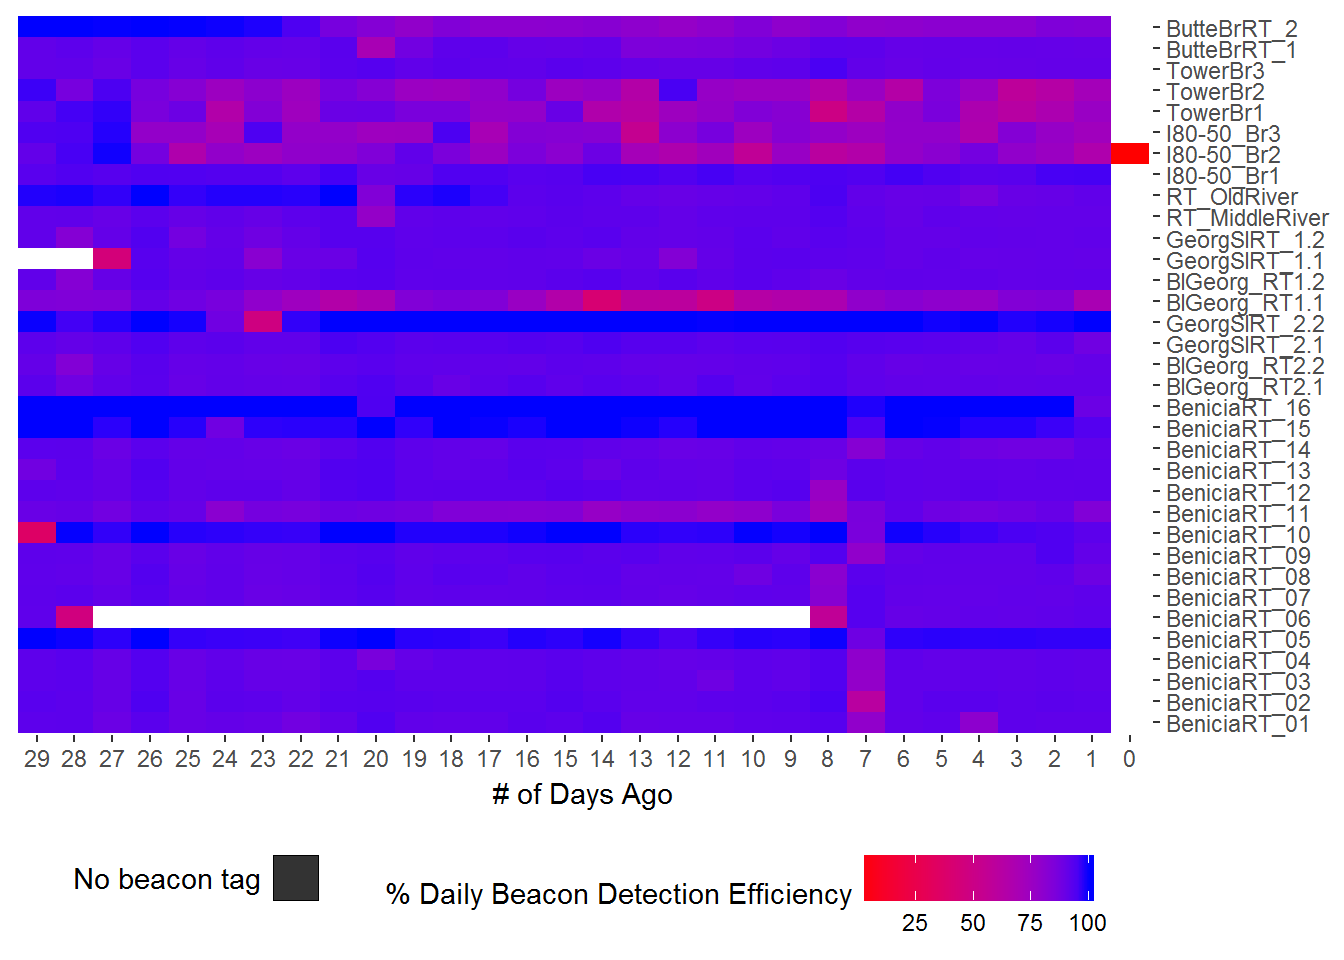 ButteBrRT_2
ButteBrRT_1
TowerBr3
TowerBr2
TowerBr1
I80-50_Br3
I80-50_Br2
I80-50_Br1
RT_OldRiver
RT_MiddleRiver
GeorgSlRT_1.2
GeorgSlRT_1.1
BlGeorg_RT1.2
BlGeorg_RT1.1
GeorgSlRT_2.2
GeorgSlRT_2.1
BlGeorg_RT2.2
BlGeorg_RT2.1
BeniciaRT_16
BeniciaRT_15
BeniciaRT_14
BeniciaRT_13
BeniciaRT_12
BeniciaRT_11
BeniciaRT_10
BeniciaRT_09
BeniciaRT_08
BeniciaRT_07
BeniciaRT_06
BeniciaRT_05
BeniciaRT_04
BeniciaRT_03
BeniciaRT_02
BeniciaRT_01
29 28 27 26 25 24 23 22 21 20 19 18 17 16 15 14 13 12 11 10 9 8 7 6 5 4 3 2 1 0
# of Days Ago
No beacon tag
% Daily Beacon Detection Efficiency
25 50 75 100